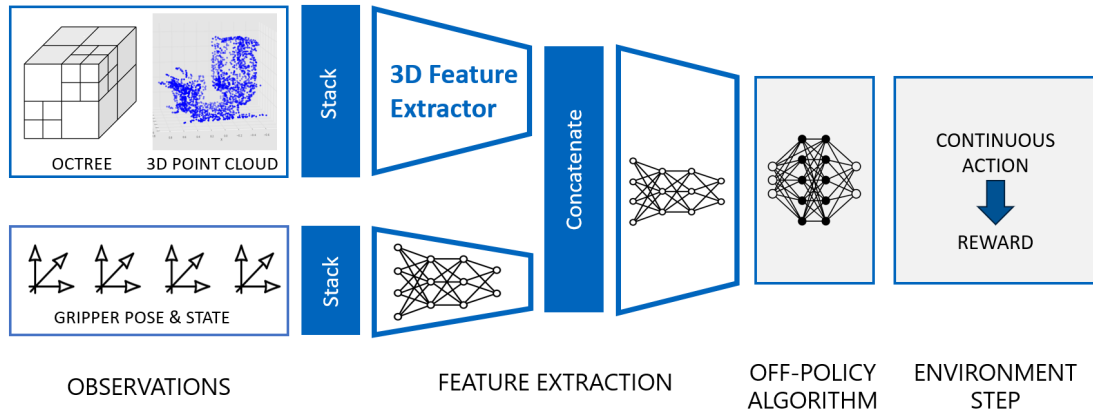 OCTREE
3D POINT CLOUD
Stack
3D Feature
Extractor
Concatenate
CONTINUOUS
ACTION
REWARD
Stack
GRIPPER POSE & STATE
OBSERVATIONS
FEATURE EXTRACTION
OFF-POLICY
ALGORITHM
ENVIRONMENT
STEP